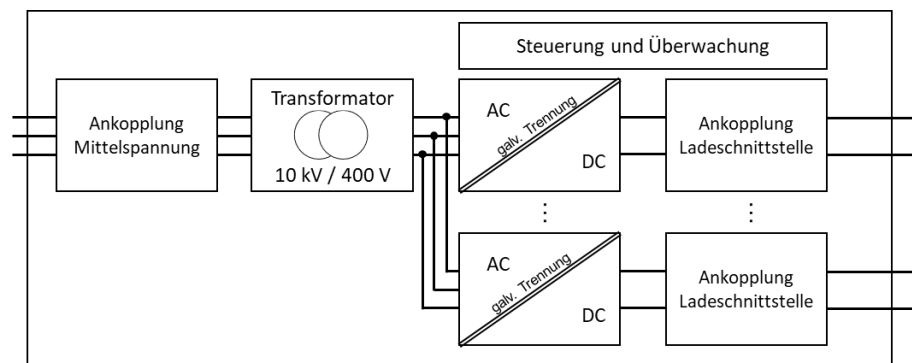 Steuerung und Überwachung
Ankopplung
Mittelspannung
Transformator
10 kV / 400 V
AC
galv. Trennung
DC
Ankopplung
Ladeschnittstelle
⋮
⋮
AC
galv. Trennung
DC
Ankopplung
Ladeschnittstelle